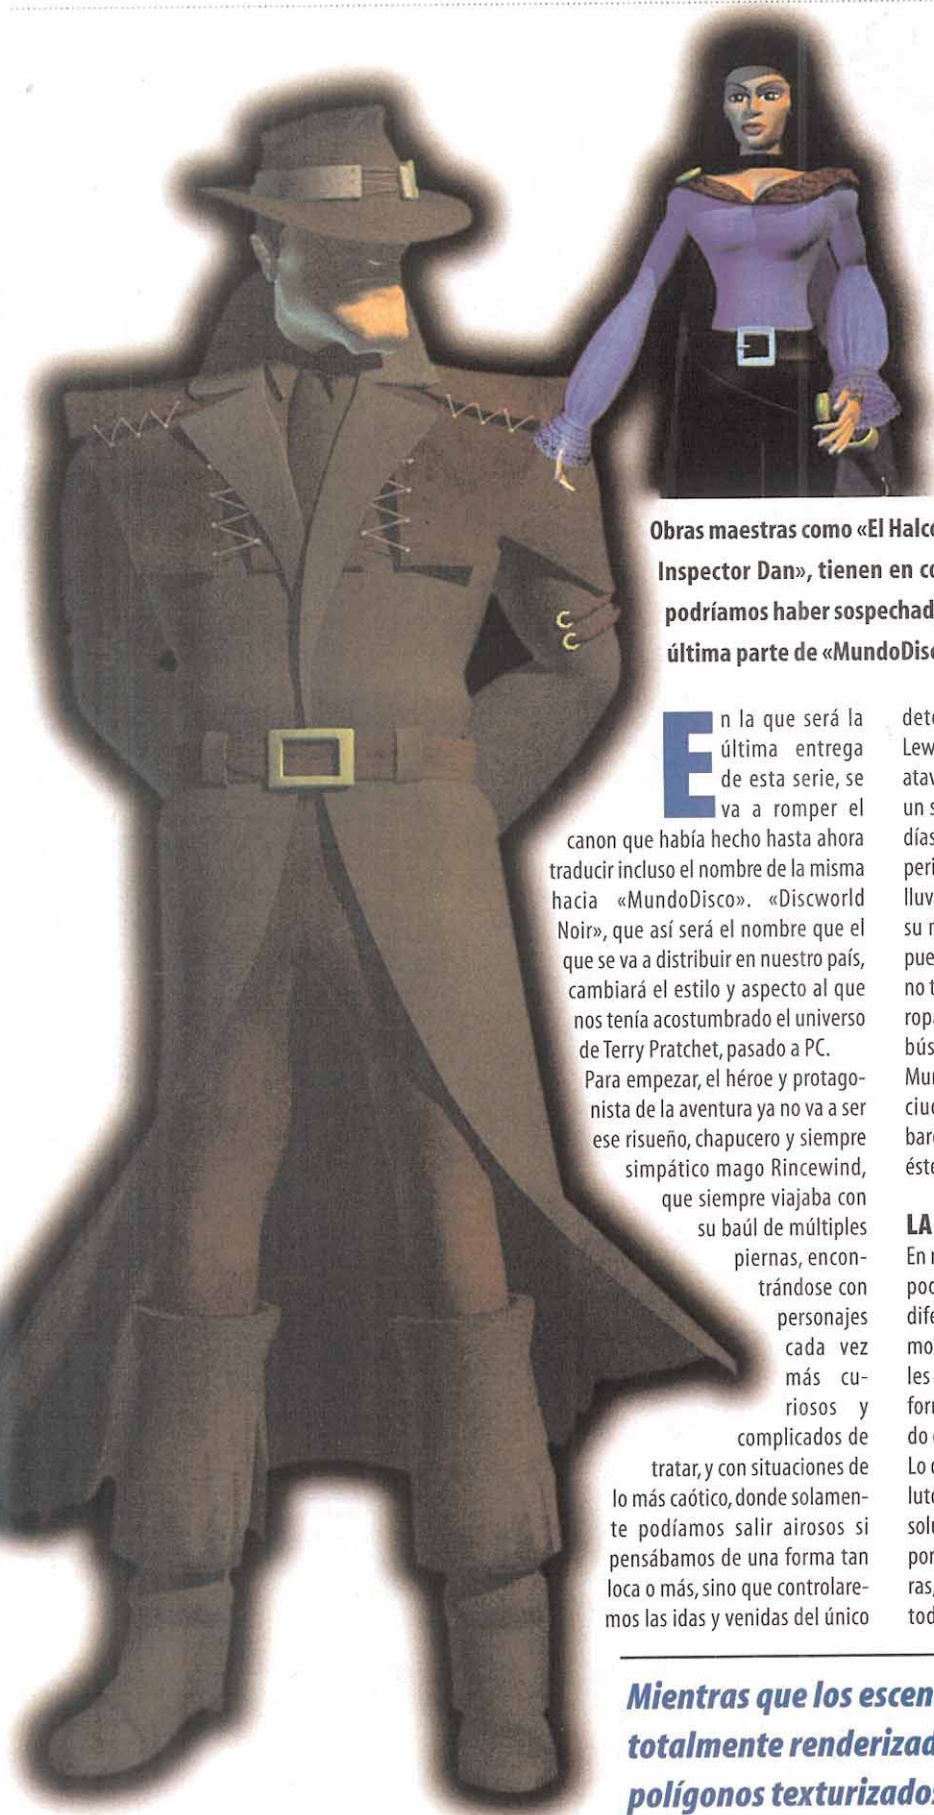 Obras maestras como «El Halc
Inspector Dan», tienen en co
podríamos haber sospechad
última parte de «MundoDisc
En la que será la
última entrega
de esta serie, se
va a romper el
canon que había hecho hasta ahora
traducir incluso el nombre de la misma
hacia «MundoDisco». «Discworld
Noir», que así será el nombre que el
que se va a distribuir en nuestro país,
cambiará el estilo y aspecto al que
nos tenía acostumbrado el universo
de Terry Pratchet, pasado a PC.
Para empezar, el héroe y protago-
nista de la aventura ya no va a ser
ese risueño, chapucero y siempre
simpático mago Rincewind,
que siempre viajaba con
su baúl de múltiples
piernas, encon-
trándose con
personajes
cada vez
más cu-
riosos y
complicados de
tratar, y con situaciones de
lo más caótico, donde solamen-
te podíamos salir airosos si
pensábamos de una forma tan
loca o más, sino que controlare-
mos las idas y venidas del único
dete
Lew
atav
un s
días
peri
lluv
su n
pue
no t
ropa
bús
Mun
ciud
bar
éste
LA
En
poc
dife
mo
les
forr
do
Lo
lut
solu
por
ras,
tod
Mientras que los escen
totalmente renderizad
polígonos texturizados